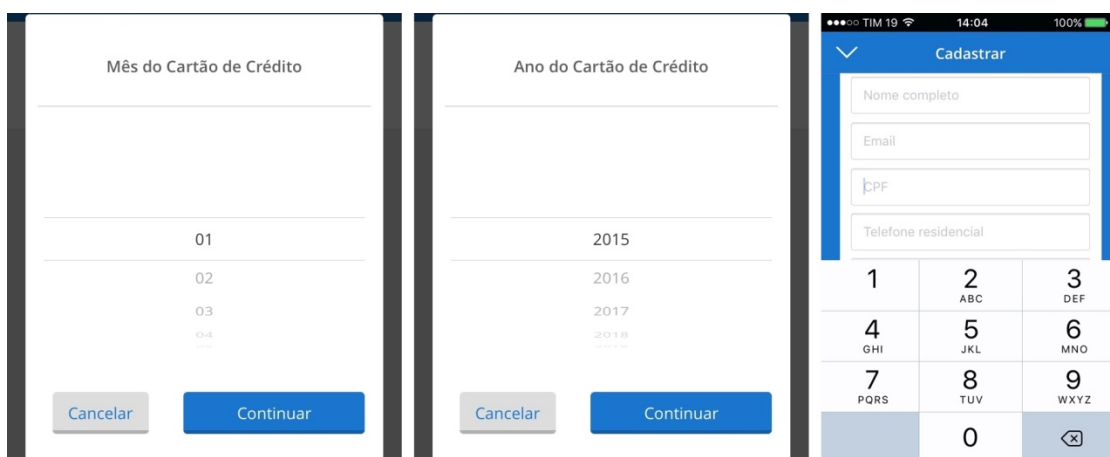 Mês do Cartão de Crédito
01
02
03
04
Cancelar
Continuar
Ano do Cartão de Crédito
2015
2016
2017
2018
Cancelar
Continuar
TIM 19
14:04
100%
Cadastrar
Nome completo
Email
CPF
Telefone residencial
1
2
ABC
3
DEF
4
GHI
5
JKL
6
MNO
7
PQRS
8
TUV
9
WXYZ
0